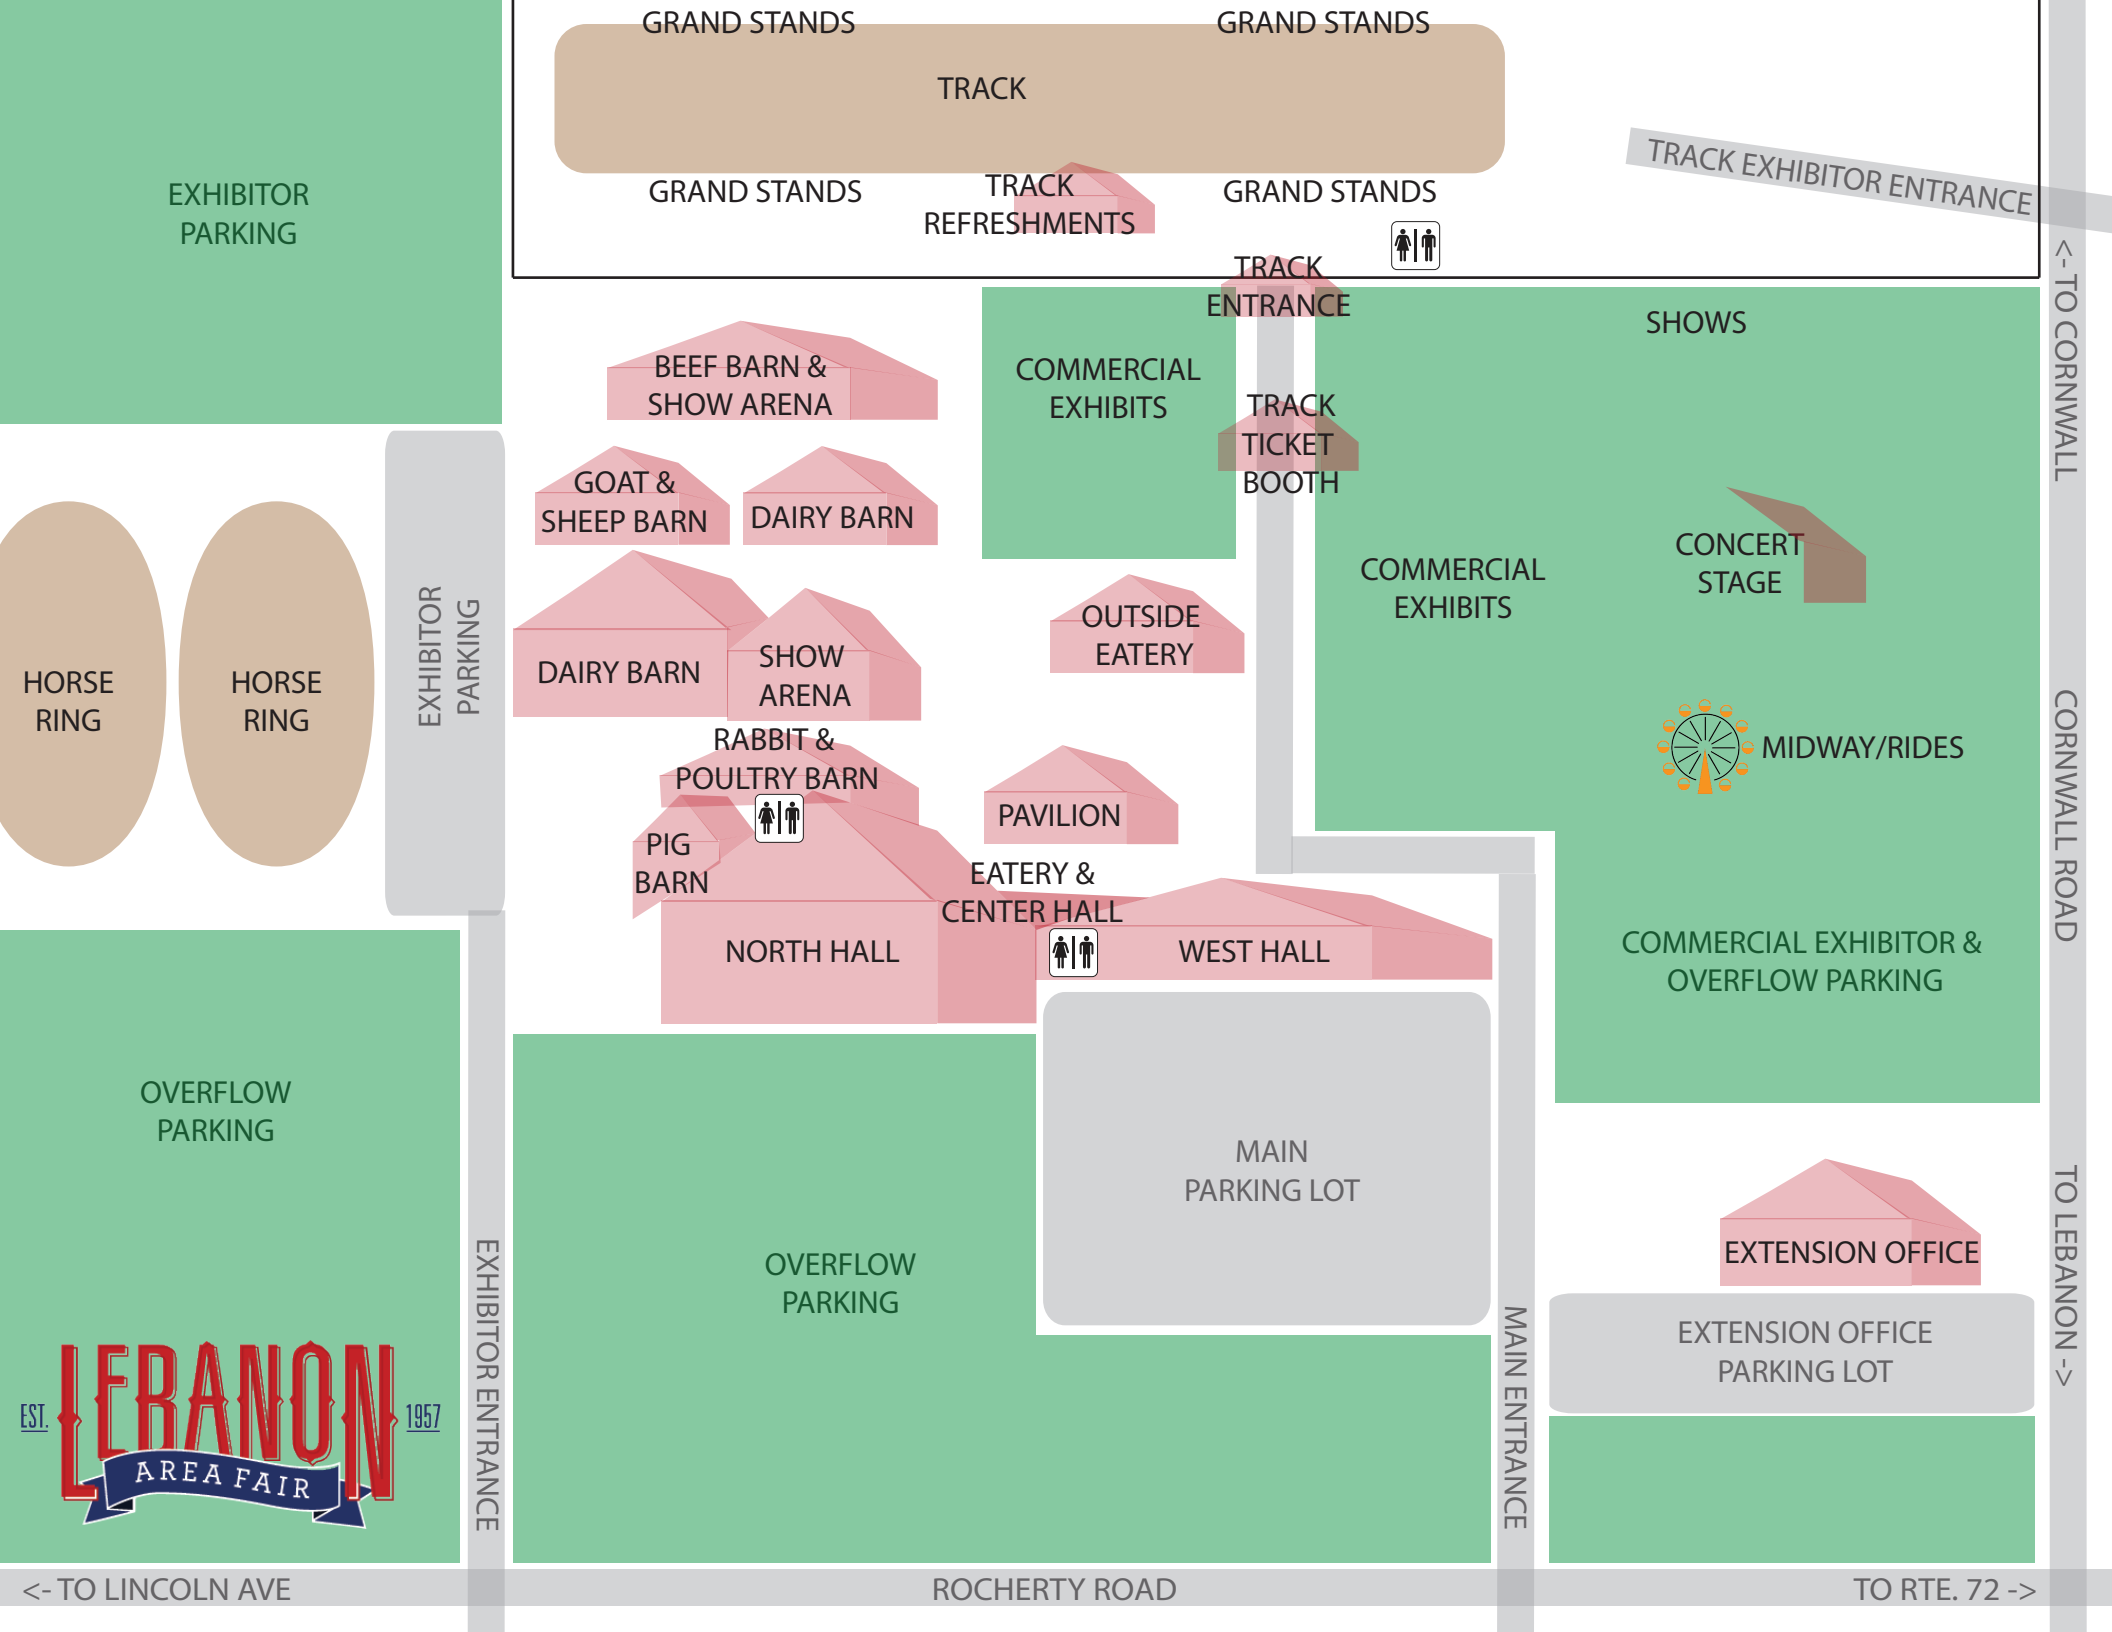 GRAND STANDS
GRAND STANDS
TRACK
TRACK EXHIBITOR ENTRANCE
EXHIBITOR
PARKING
GRAND STANDS
TRACK
REFRESHMENTS
GRAND STANDS
TRACK
ENTRANCE
<- TO CORNWALL
SHOWS
BEEF BARN &
SHOW ARENA
COMMERCIAL
EXHIBITS
TRACK
TICKET
BOOTH
GOAT &
SHEEP BARN
DAIRY BARN
CONCERT
STAGE
COMMERCIAL
EXHIBITS
OUTSIDE
EATERY
HORSE
RING
HORSE
RING
EXHIBITOR
PARKING
DAIRY BARN
SHOW
ARENA
MIDWAY/RIDES
CORNWALL ROAD
RABBIT &
POULTRY BARN
PAVILION
PIG
BARN
EATERY &
CENTER HALL
NORTH HALL
WEST HALL
COMMERCIAL EXHIBITOR &
OVERFLOW PARKING
OVERFLOW
PARKING
MAIN
PARKING LOT
TO LEBANON ->
EXTENSION OFFICE
OVERFLOW
PARKING
EXHIBITOR ENTRANCE
MAIN ENTRANCE
EXTENSION OFFICE
PARKING LOT
EST.
LEBANON
1957
AREA FAIR
<- TO LINCOLN AVE
ROCHERTY ROAD
TO RTE. 72 ->